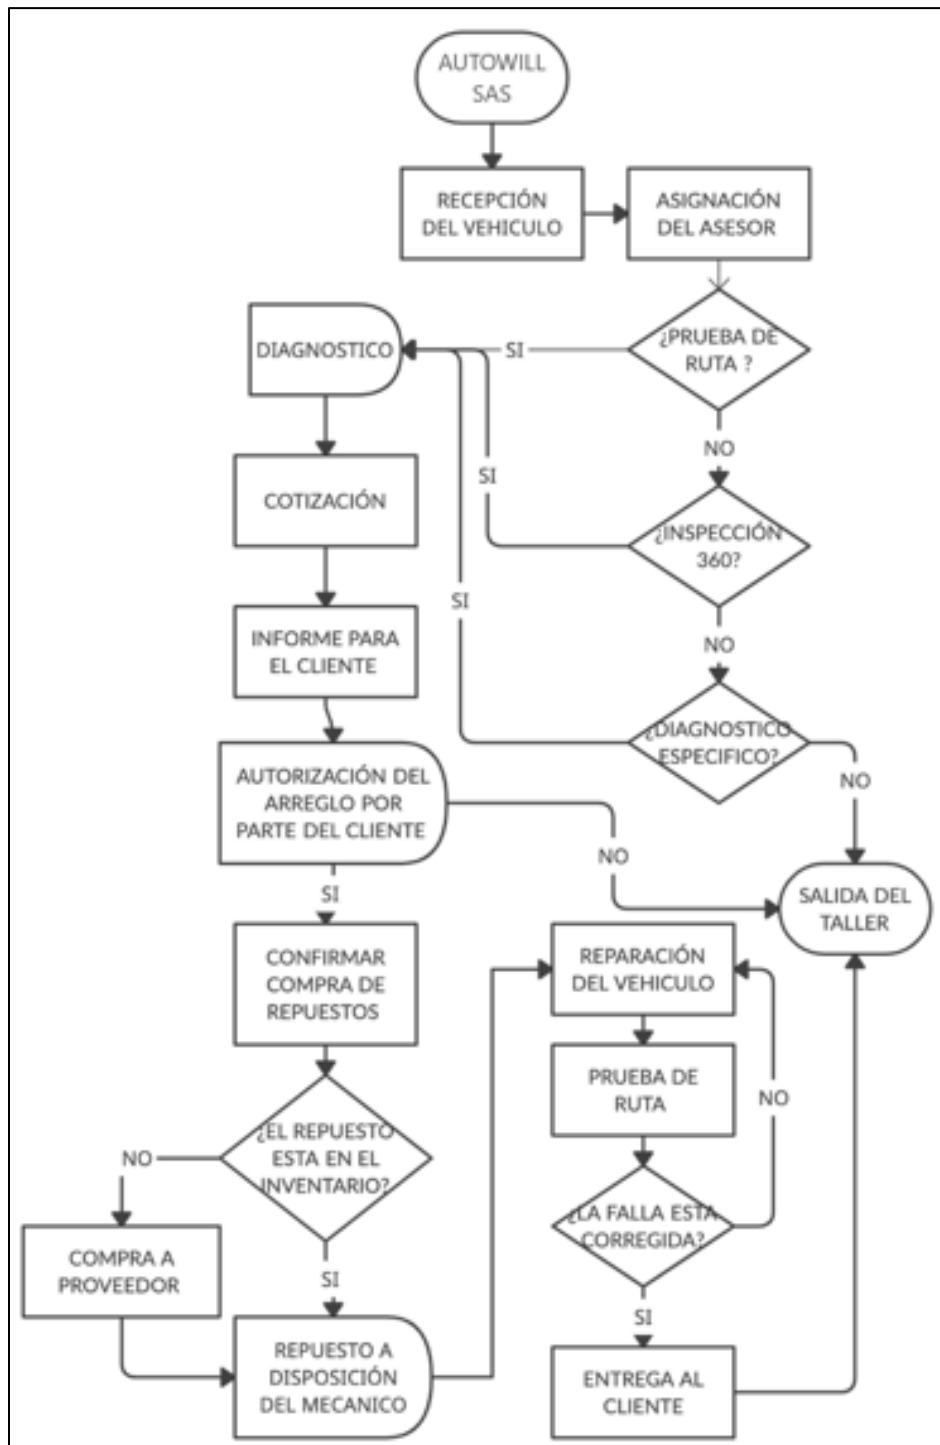 AUTOWILL
SAS
RECEPCIÓN
DEL VEHICULO
ASIGNACIÓN
DEL ASESOR
¿PRUEBA DE
RUTA ?
SI
DIAGNOSTICO
NO
SI
COTIZACIÓN
¿INSPECCIÓN
360?
SI
NO
INFORME PARA
EL CLIENTE
¿DIAGNOSTICO
ESPECIFICO?
NO
AUTORIZACIÓN DEL
ARREGLO POR
PARTE DEL CLIENTE
NO
SI
SALIDA DEL
TALLER
CONFIRMAR
COMPRA DE
REPUESTOS
REPARACIÓN
DEL VEHICULO
PRUEBA DE
RUTA
NO
¿EL REPUESTO
ESTA EN EL
INVENTARIO?
NO
¿LA FALLA ESTA
CORREGIDA?
COMPRA A
PROVEEDOR
SI
SI
REPUESTO A
DISPOSICIÓN
DEL MECANICO
ENTREGA AL
CLIENTE